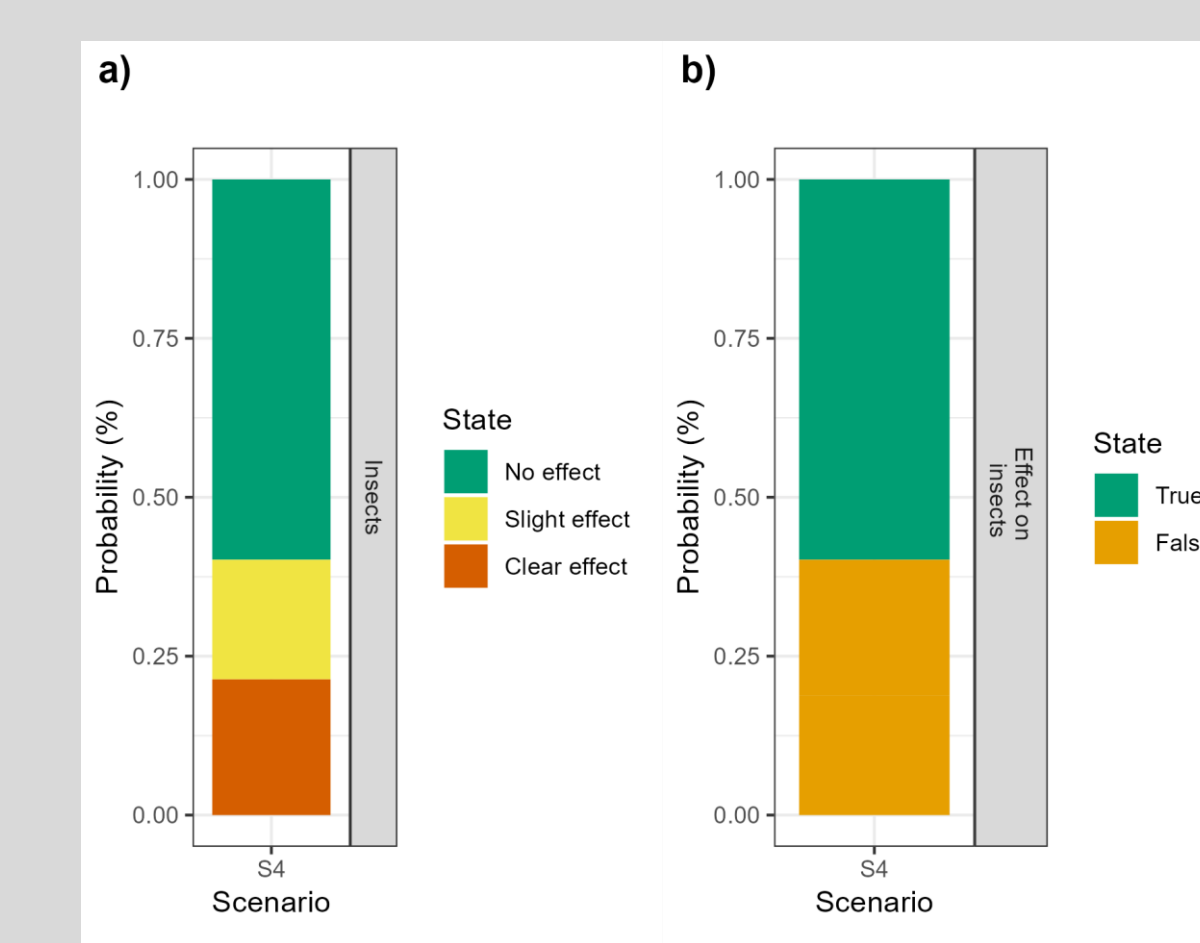 a)
1.00
0.75
0.50
0.25
0.00
Probability (%)
S4
Scenario
Insects
State
No effect
Slight effect
Clear effect
b)
1.00
0.75
0.50
0.25
0.00
Probability (%)
S4
Scenario
Effect on
insects
State
True
Fals